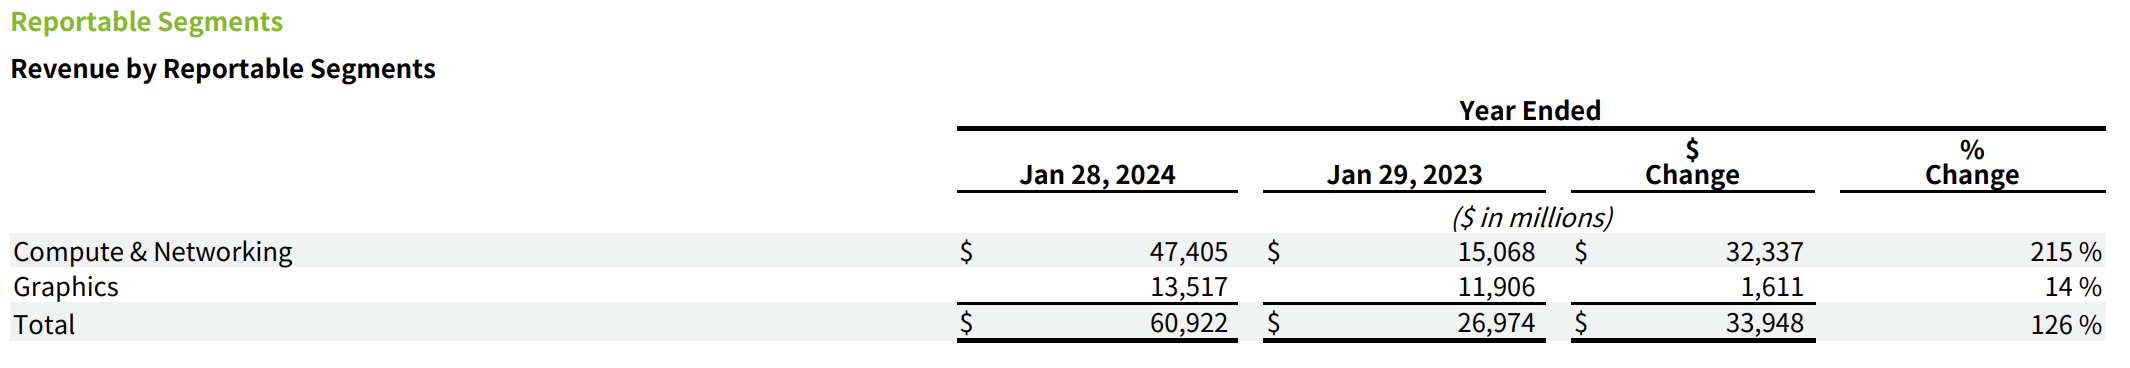 Reportable Segments
Revenue by Reportable Segments
Year Ended
Jan 28, 2024 Jan 29, 2023 $ Change % Change
($ in millions)
Compute & Networking $ 47,405 $ 15,068 $ 32,337 215 %
Graphics 13,517 11,906 1,611 14 %
Total $ 60,922 $ 26,974 $ 33,948 126 %